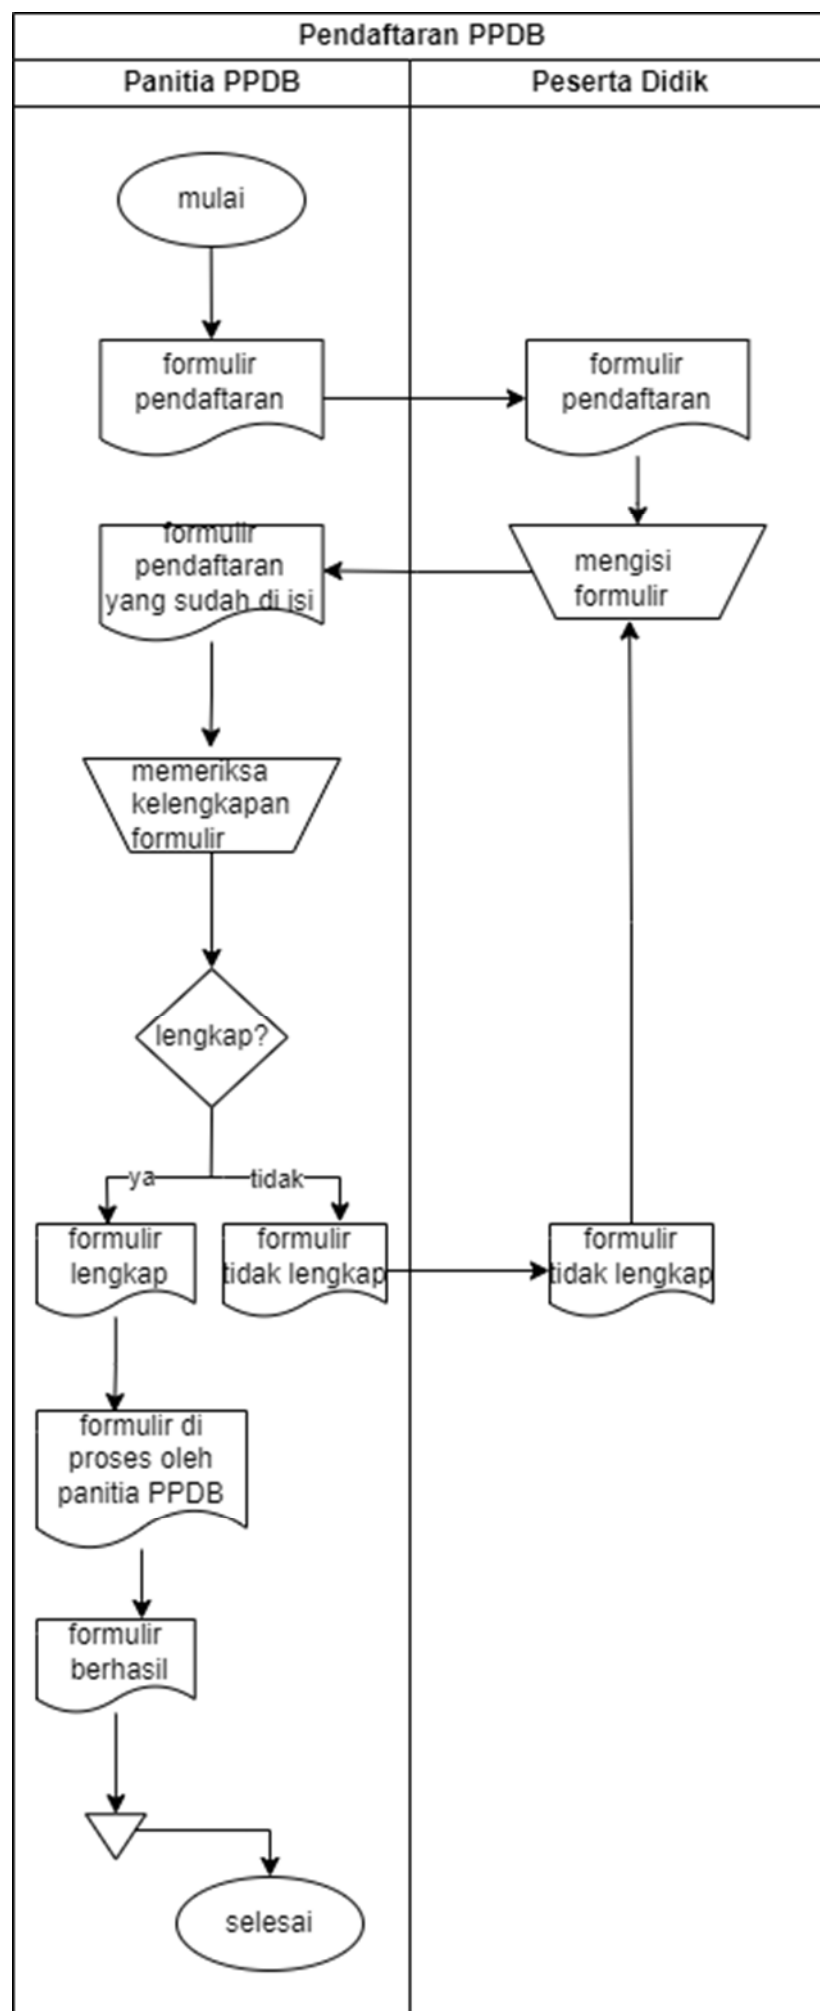 Pendaftaran PPDB
Panitia PPDB
Peserta Didik
mulai
formulir
pendaftaran
formulir
pendaftaran
formulir
pendaftaran
yang sudah di isi
mengisi
formulir
memeriksa
kelengkapan
formulir
lengkap?
ya
tidak
formulir
lengkap
formulir
tidak lengkap
formulir
tidak lengkap
formulir di
proses oleh
panitia PPDB
formulir
berhasil
selesai